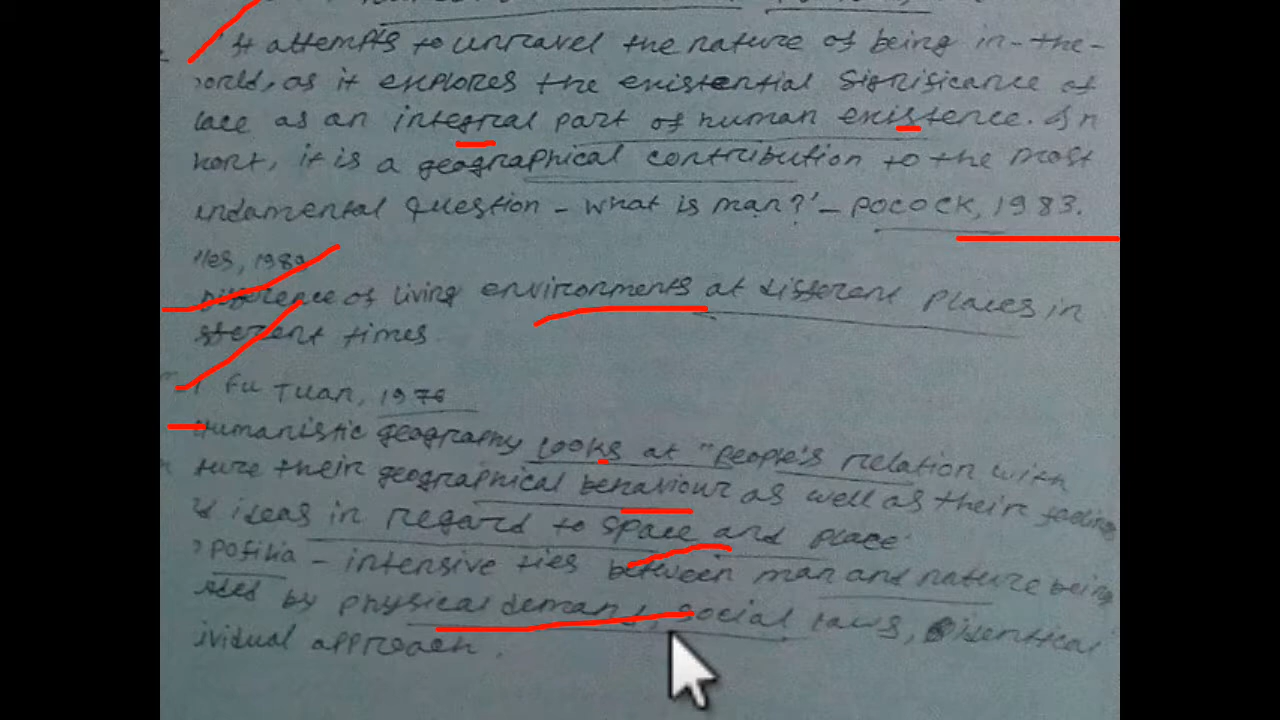 'It attempts to unravel the nature of being in-the-
orld, as it explores the existential significance of
lace as an integral part of human existence. In
hort, it is a geographical contribution to the most
undamental question - what is man?' - POCOCK, 1983.
les, 198
Difference of living environments at different places in
fferent times.
i Fu Tuan, 1976
Humanistic geography looks at "people's relation with
ture their geographical behaviour as well as their feeling
d ideas in regard to space and place
pofilia - intensive ties between man and nature being
by physical demand, social laws, identical
ividual approach.